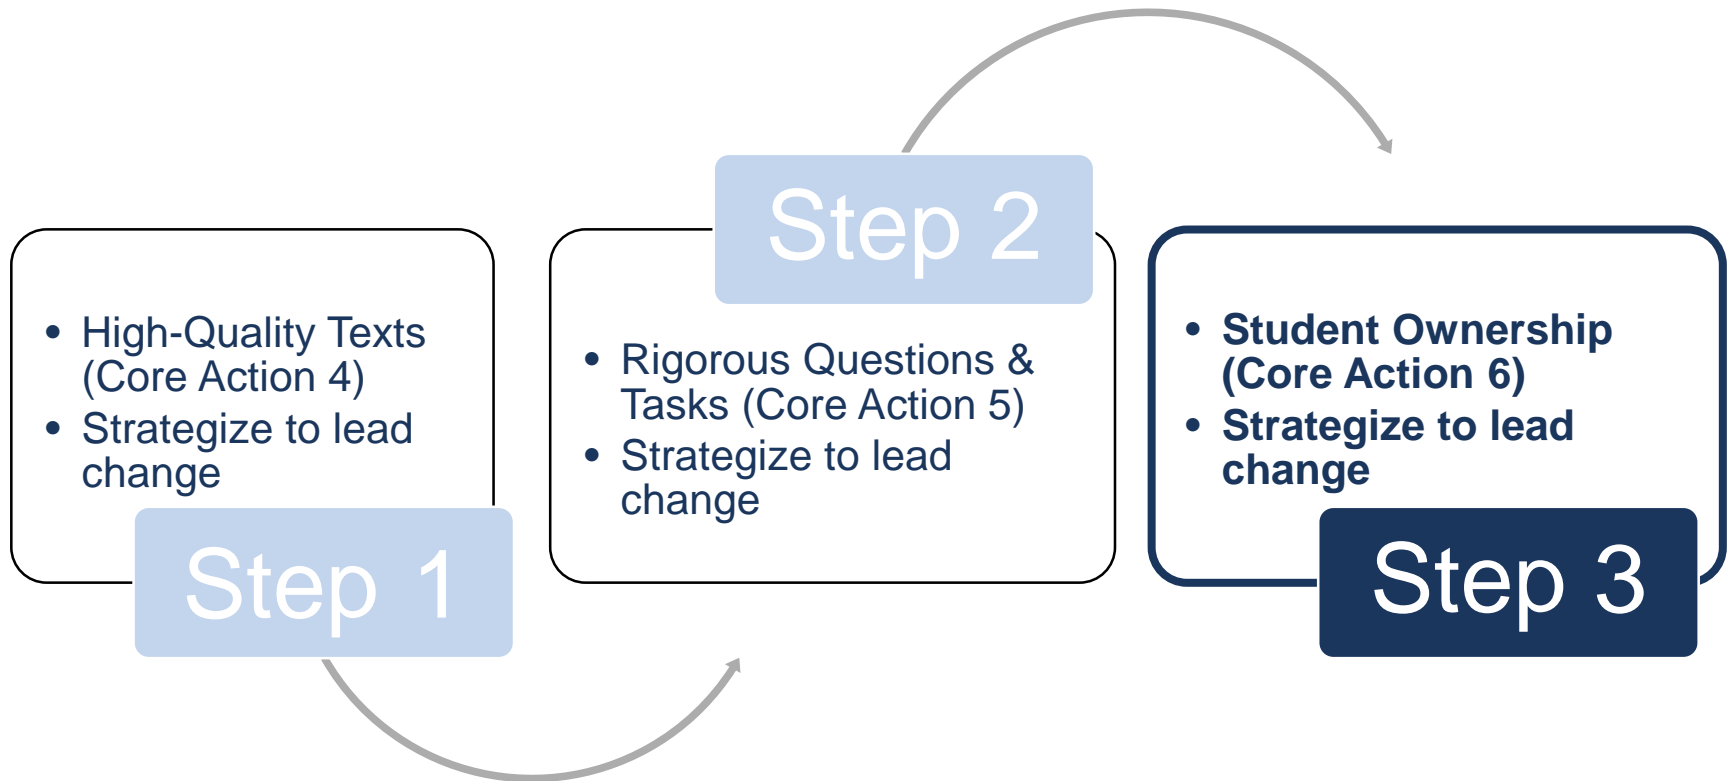 • High-Quality Texts
(Core Action 4)
• Strategize to lead
change
Step 1
Step 2
• Rigorous Questions &
Tasks (Core Action 5)
• Strategize to lead
change
• Student Ownership
(Core Action 6)
• Strategize to lead
change
Step 3